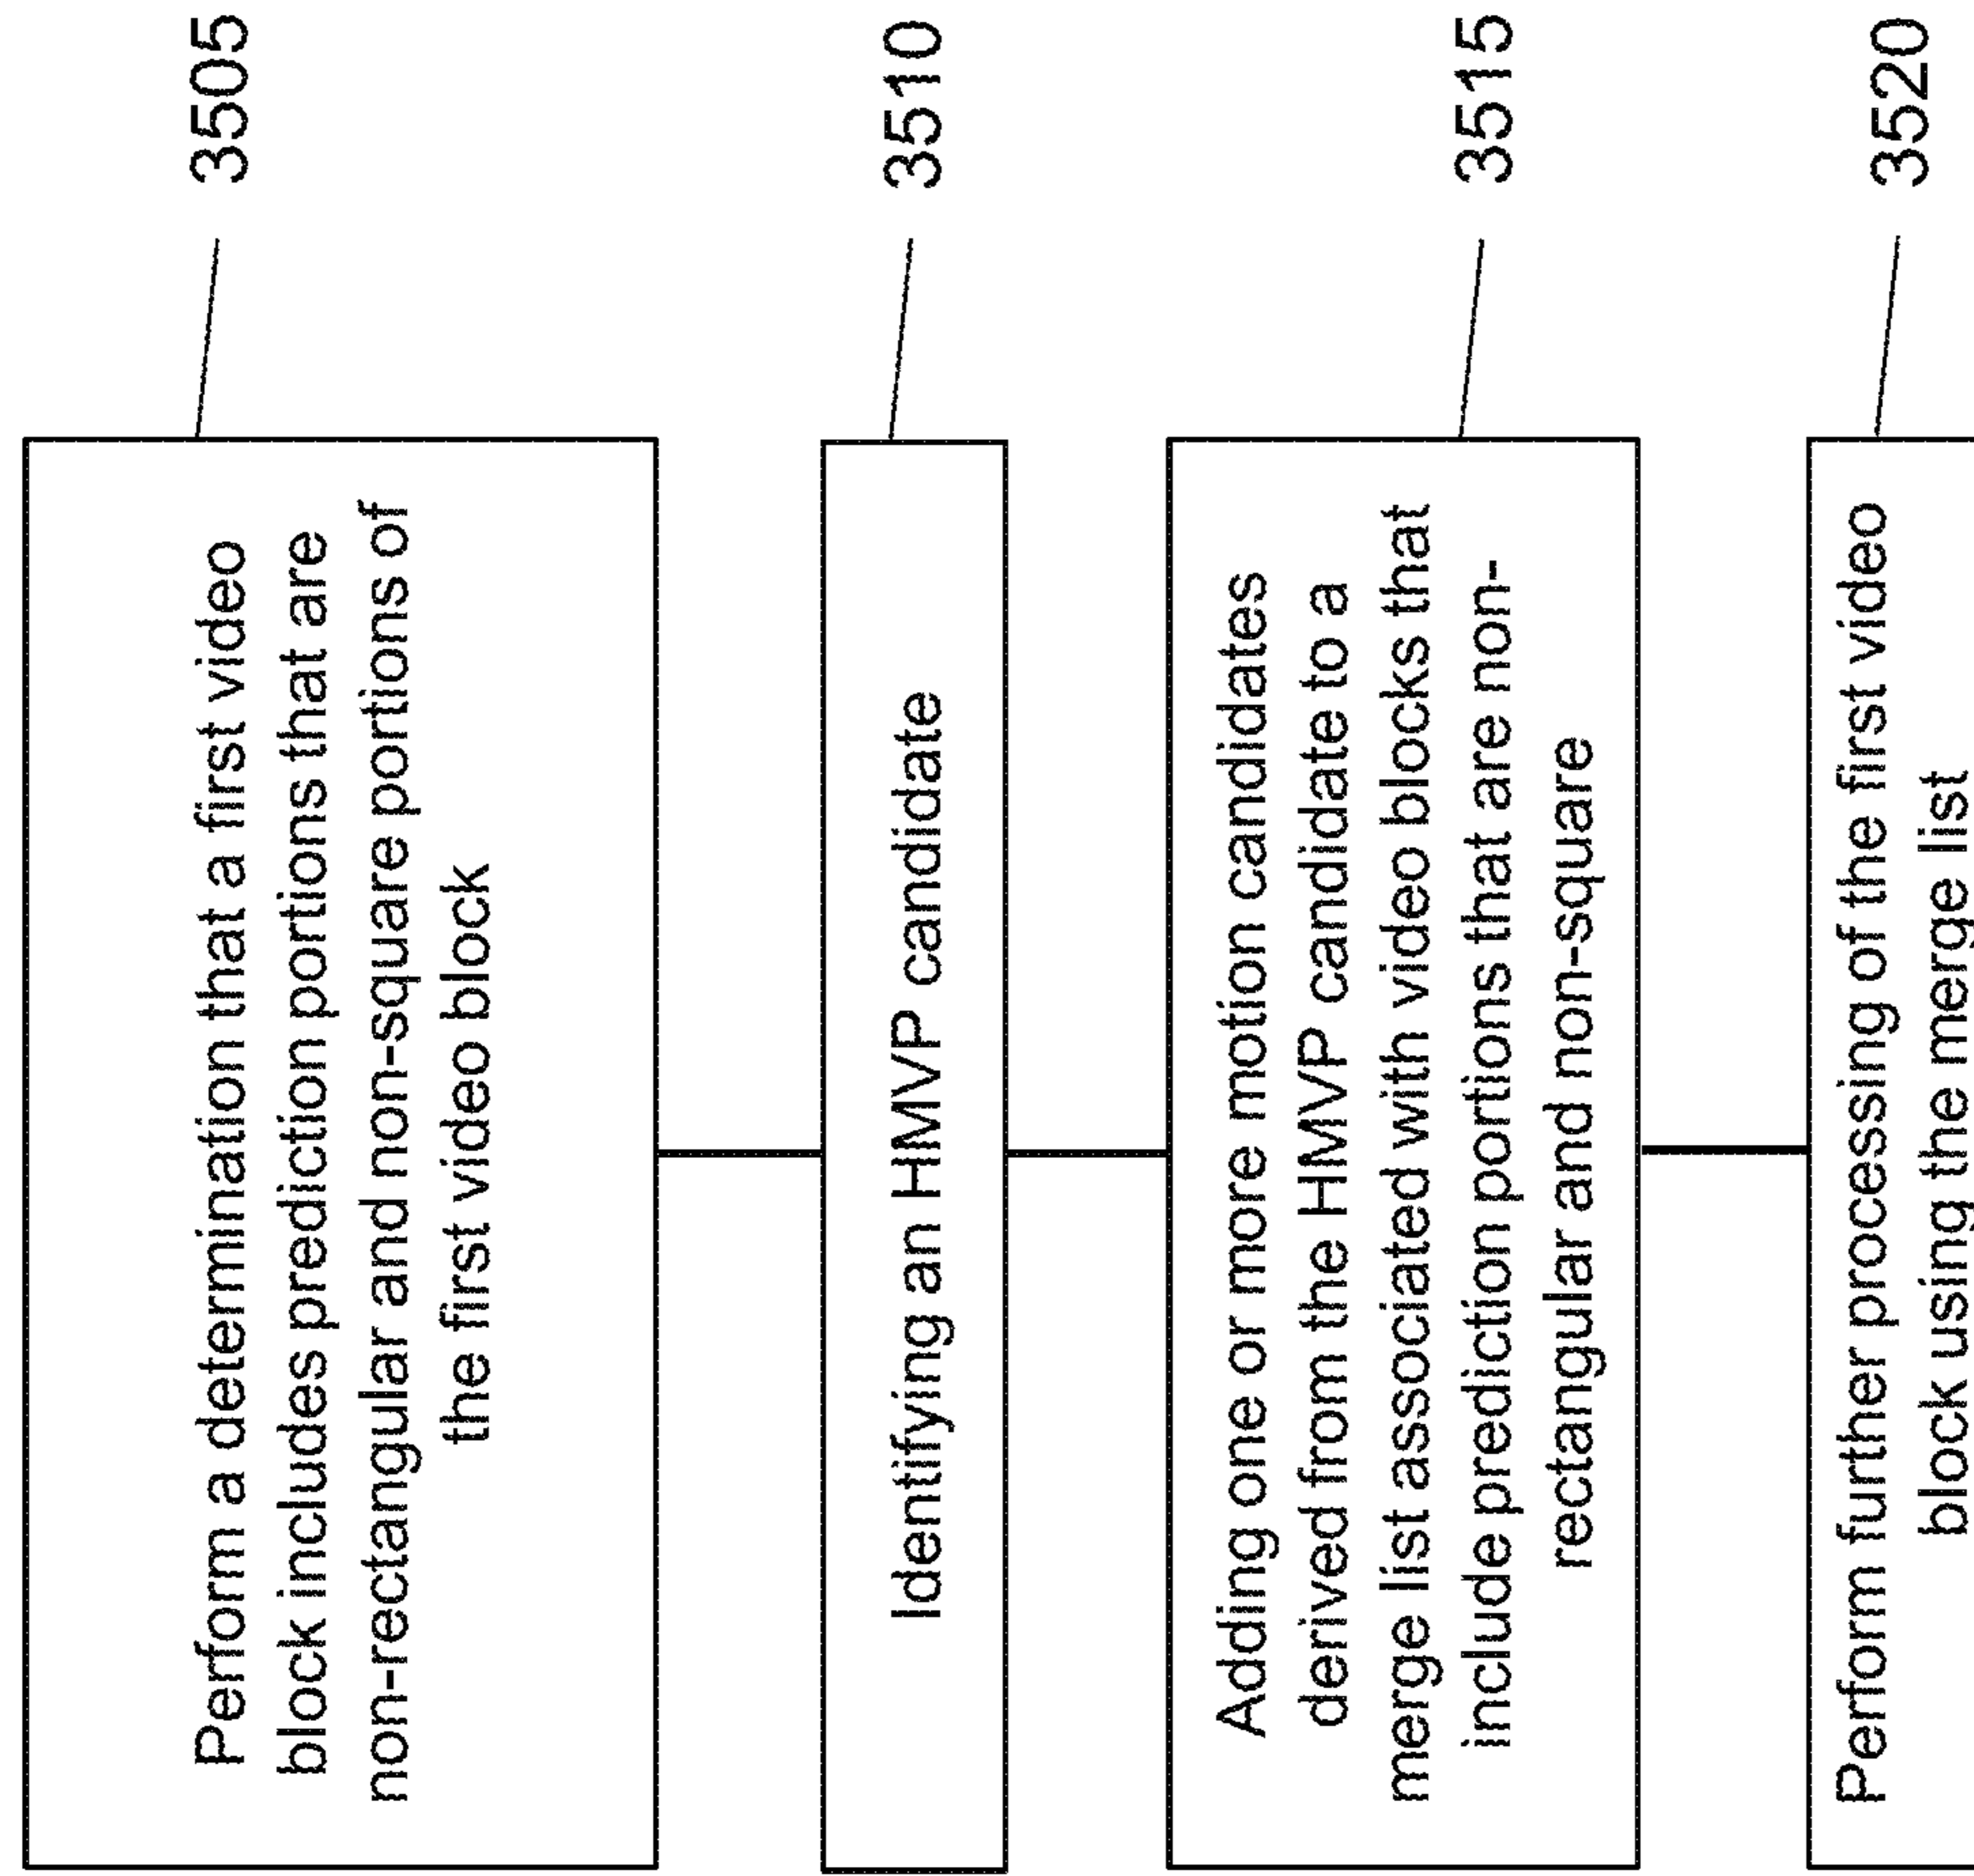 Perform a determination that a first video
block includes prediction portions that are
non-rectangular and non-square portions of
the first video block
3505
Identifying an HMVP candidate
3510
Adding one or more motion candidates
derived from the HMVP candidate to a
merge list associated with video blocks that
include prediction portions that are non-
rectangular and non-square
3515
Perform further processing of the first video
block using the merge list
3520